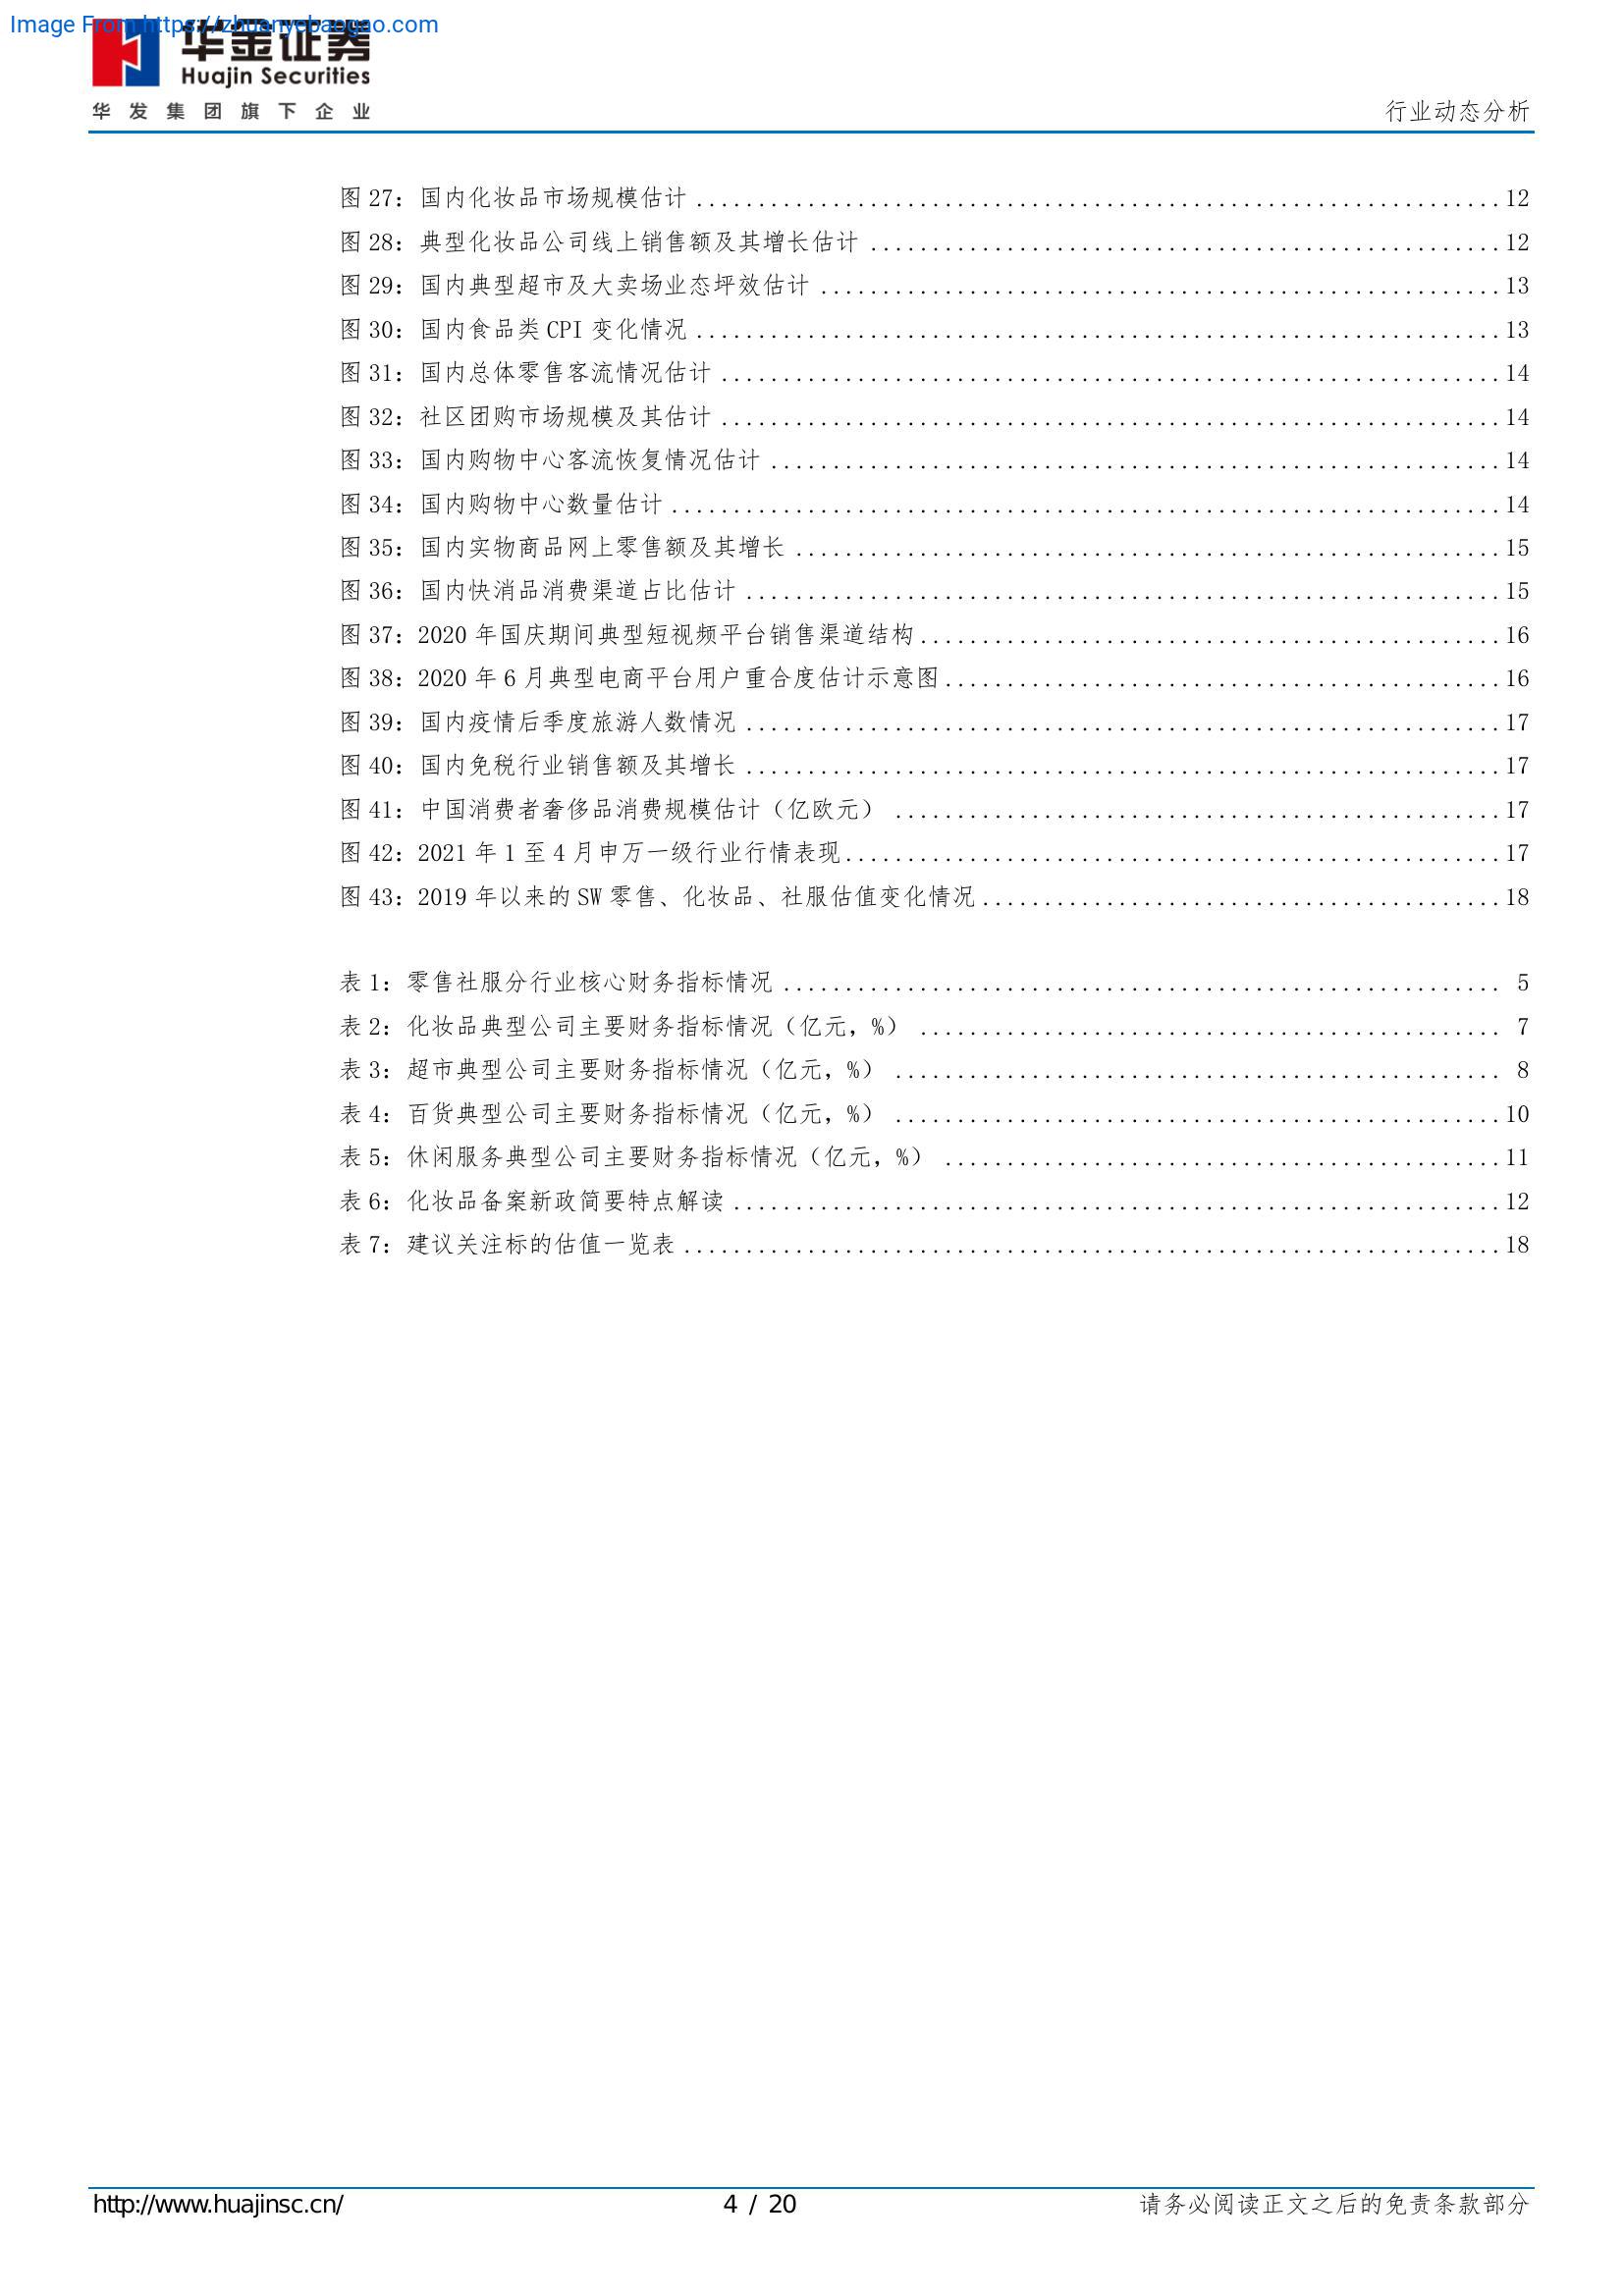 Image From https://zhuanyebaogao.com
华金证券
Huajin Securities
华发集团旗下企业
行业动态分析
图 27：国内化妆品市场规模估计 ................................................................. 12
图 28：典型化妆品公司线上销售额及其增长估计 ................................................... 12
图 29：国内典型超市及大卖场业态坪效估计 ....................................................... 13
图 30：国内食品类 CPI 变化情况 ................................................................. 13
图 31：国内总体零售客流情况估计 ............................................................... 14
图 32：社区团购市场规模及其估计 ............................................................... 14
图 33：国内购物中心客流恢复情况估计 ........................................................... 14
图 34：国内购物中心数量估计 ................................................................... 14
图 35：国内实物商品网上零售额及其增长 ......................................................... 15
图 36：国内快消品消费渠道占比估计 ............................................................. 15
图 37：2020 年国庆期间典型短视频平台销售渠道结构 ............................................... 16
图 38：2020 年 6 月典型电商平台用户重合度估计示意图 ............................................. 16
图 39：国内疫情后季度旅游人数情况 ............................................................. 17
图 40：国内免税行业销售额及其增长 ............................................................. 17
图 41：中国消费者奢侈品消费规模估计（亿欧元） ................................................. 17
图 42：2021 年 1 至 4 月申万一级行业行情表现 ..................................................... 17
图 43：2019 年以来的 SW 零售、化妆品、社服估值变化情况 .......................................... 18
表 1：零售社服分行业核心财务指标情况 .......................................................... 5
表 2：化妆品典型公司主要财务指标情况（亿元，%） ............................................... 7
表 3：超市典型公司主要财务指标情况（亿元，%） ................................................. 8
表 4：百货典型公司主要财务指标情况（亿元，%） ................................................. 10
表 5：休闲服务典型公司主要财务指标情况（亿元，%） ............................................. 11
表 6：化妆品备案新政简要特点解读 .............................................................. 12
表 7：建议关注标的估值一览表 .................................................................. 18
http://www.huajinsc.cn/
4 / 20
请务必阅读正文之后的免责条款部分